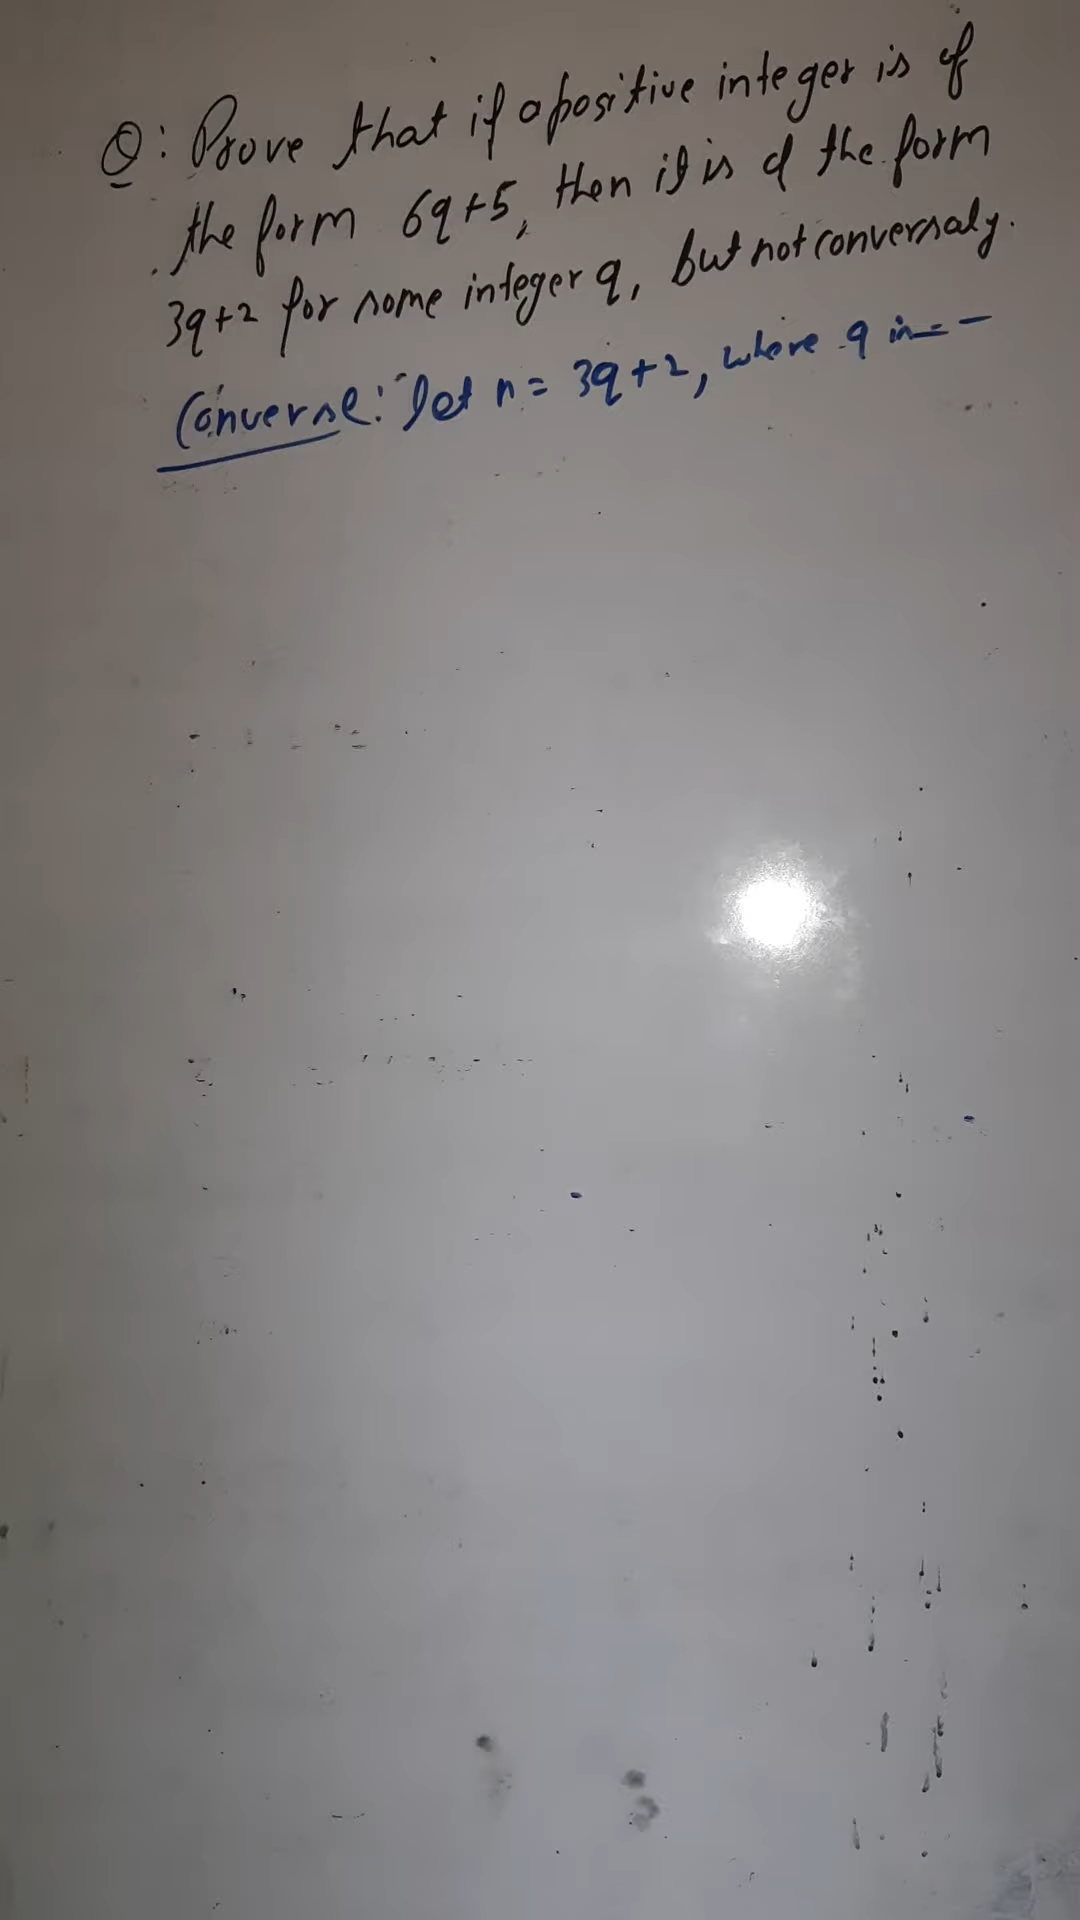 Q: Prove that if a positive integer is of
the form 6q+5, then it is of the form
3q+2 for some integer q, but not conversaly.
Converse: let n = 3q+2, where q is - -